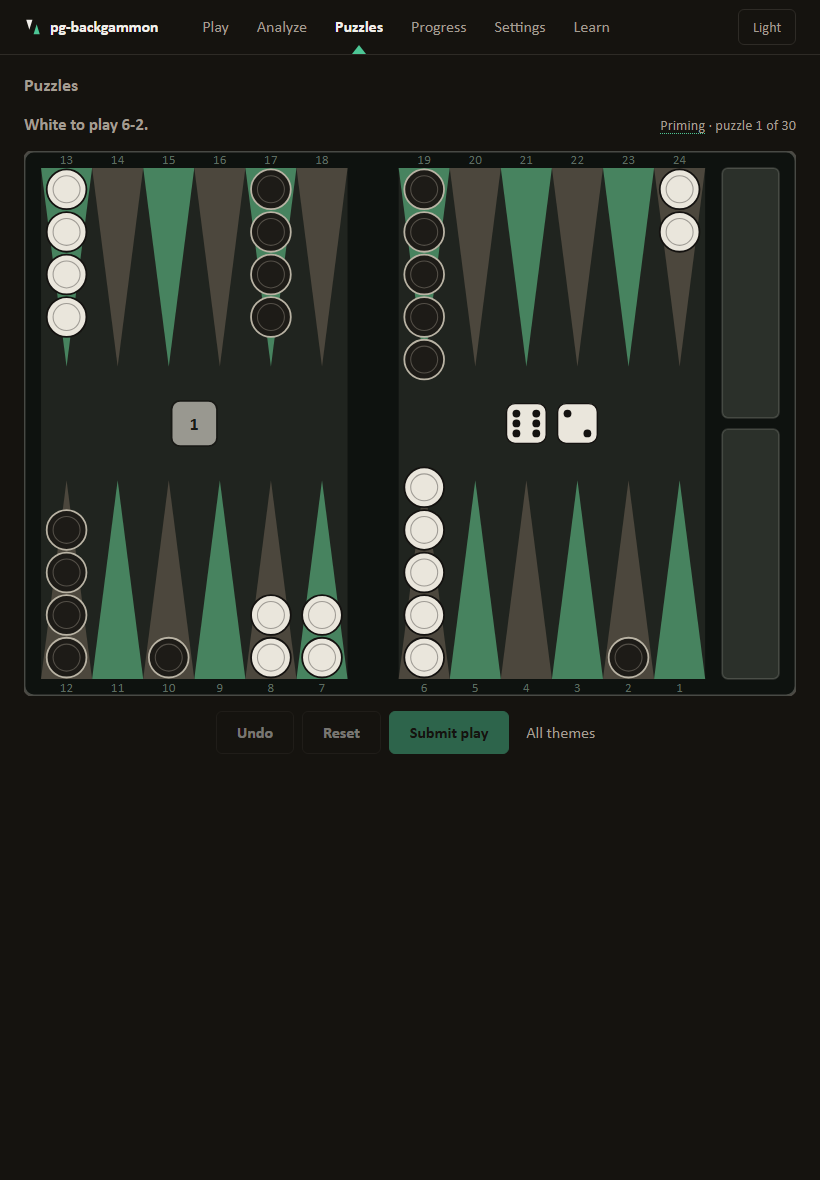 pg-backgammon Play Analyze Puzzles Progress Settings Learn Light
Puzzles
White to play 6-2. Priming · puzzle 1 of 30
13 14 15 16 17 18 19 20 21 22 23 24
1
12 11 10 9 8 7 6 5 4 3 2 1
Undo Reset Submit play All themes